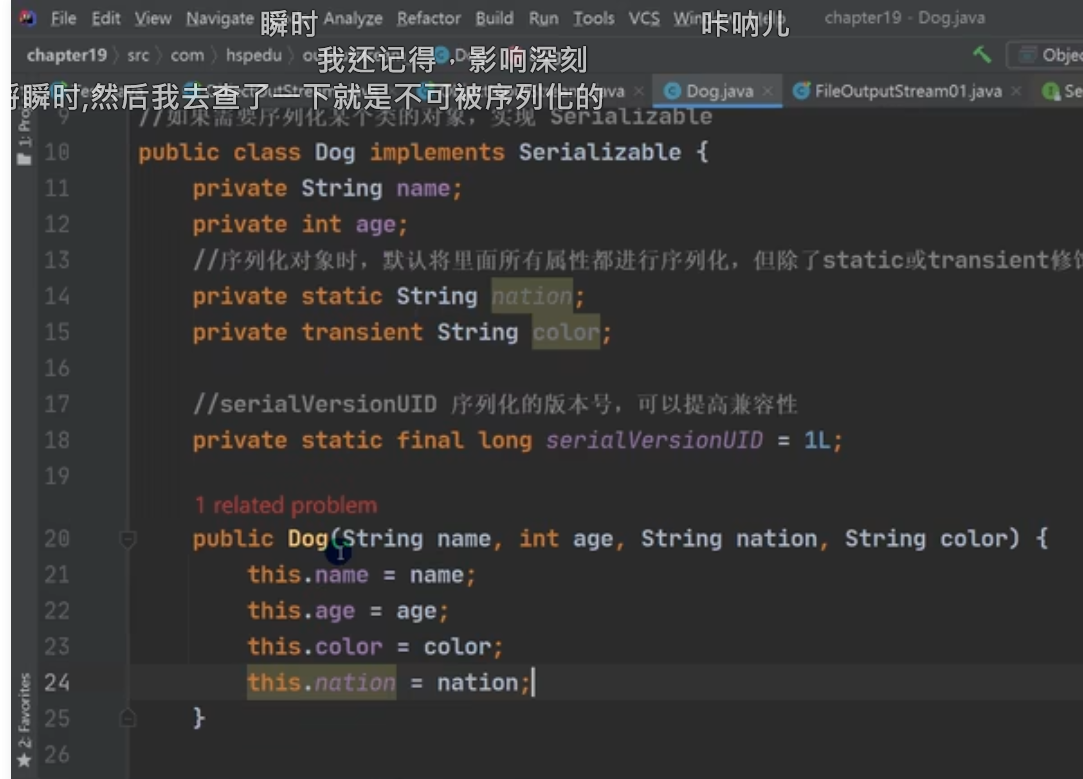 File Edit View Navigate Analyze Refactor Build Run Tools VCS Help chapter19 - Dog.java
瞬时
咔呐儿
chapter19 src com hspedu
我还记得，影响深刻
瞬时,然后我去查了一下就是不可被序列化的
Dog.java FileOutputStream01.java Se
9 //如果需要序列化某个类的对象，实现 Serializable
10 public class Dog implements Serializable {
11 private String name;
12 private int age;
13 //序列化对象时，默认将里面所有属性都进行序列化，但除了static或transient修饰
14 private static String nation;
15 private transient String color;
16
17 //serialVersionUID 序列化的版本号，可以提高兼容性
18 private static final long serialVersionUID = 1L;
19
1 related problem
20 public Dog(String name, int age, String nation, String color) {
21 this.name = name;
22 this.age = age;
23 this.color = color;
24 this.nation = nation;
25 }
26
2: Favorites